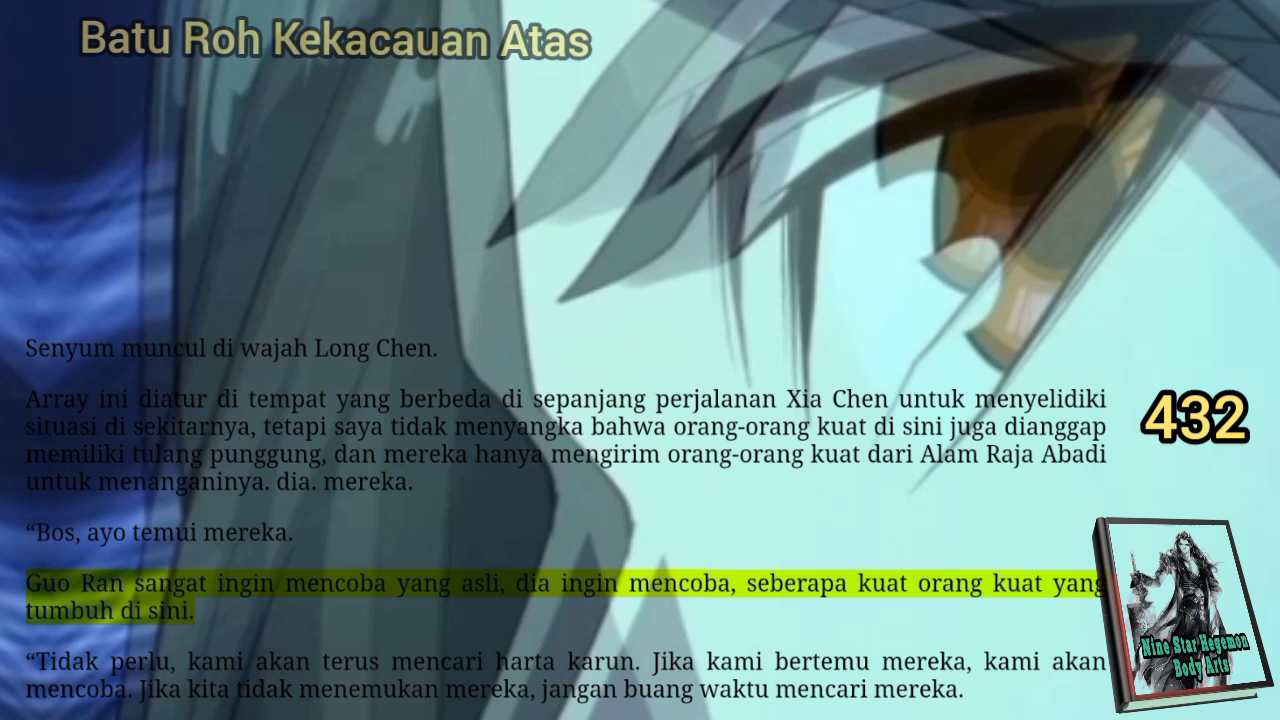 Batu Roh Kekacauan Atas
Senyum muncul di wajah Long Chen.
Array ini diatur di tempat yang berbeda di sepanjang perjalanan Xia Chen untuk menyelidiki
situasi di sekitarnya, tetapi saya tidak menyangka bahwa orang-orang kuat di sini juga dianggap
memiliki tulang punggung, dan mereka hanya mengirim orang-orang kuat dari Alam Raja Abadi
untuk menanganinya. dia. mereka.
432
“Bos, ayo temui mereka.
Guo Ran sangat ingin mencoba yang asli, dia ingin mencoba, seberapa kuat orang kuat yang
tumbuh di sini.
“Tidak perlu, kami akan terus mencari harta karun. Jika kami bertemu mereka, kami akan
mencoba. Jika kita tidak menemukan mereka, jangan buang waktu mencari mereka.
Nine Star Hegemon
Body Arts